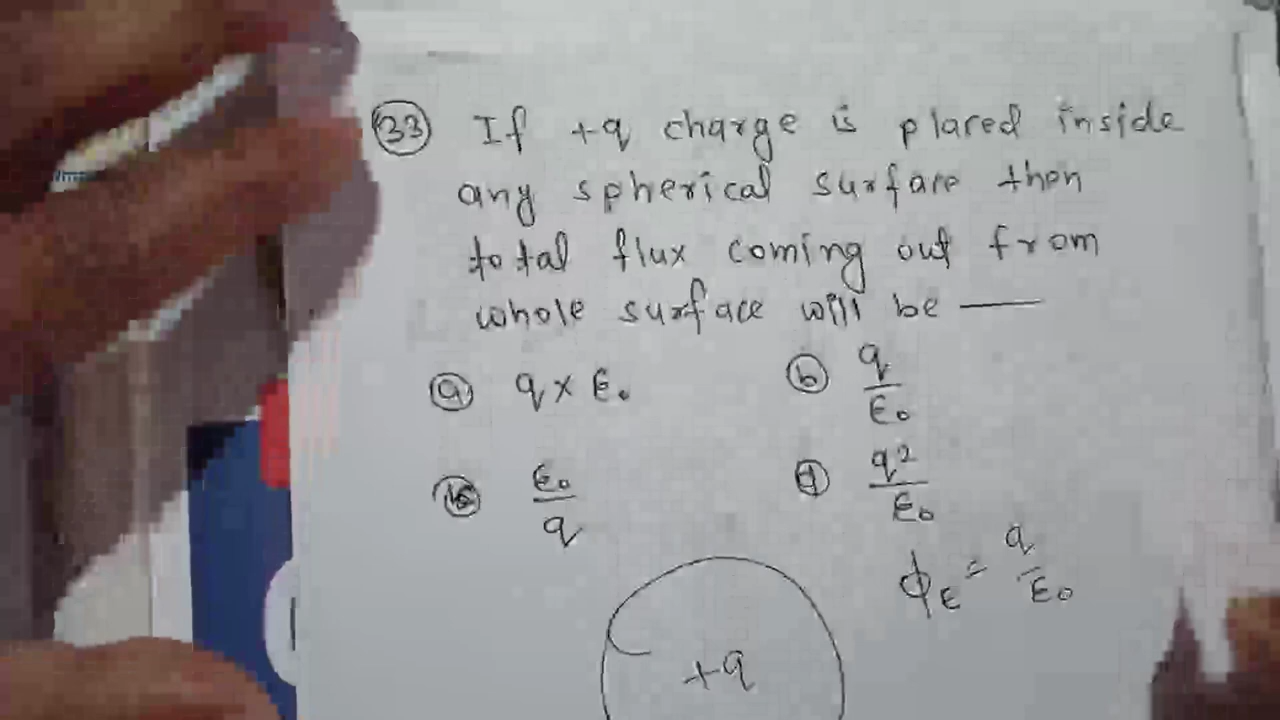 33 If +q charge is placed inside
any spherical surface then
total flux coming out from
whole surface will be ___
a q × ε₀
b q/ε₀
c ε₀/q
d q²/ε₀
ϕE = q/ε₀
+q